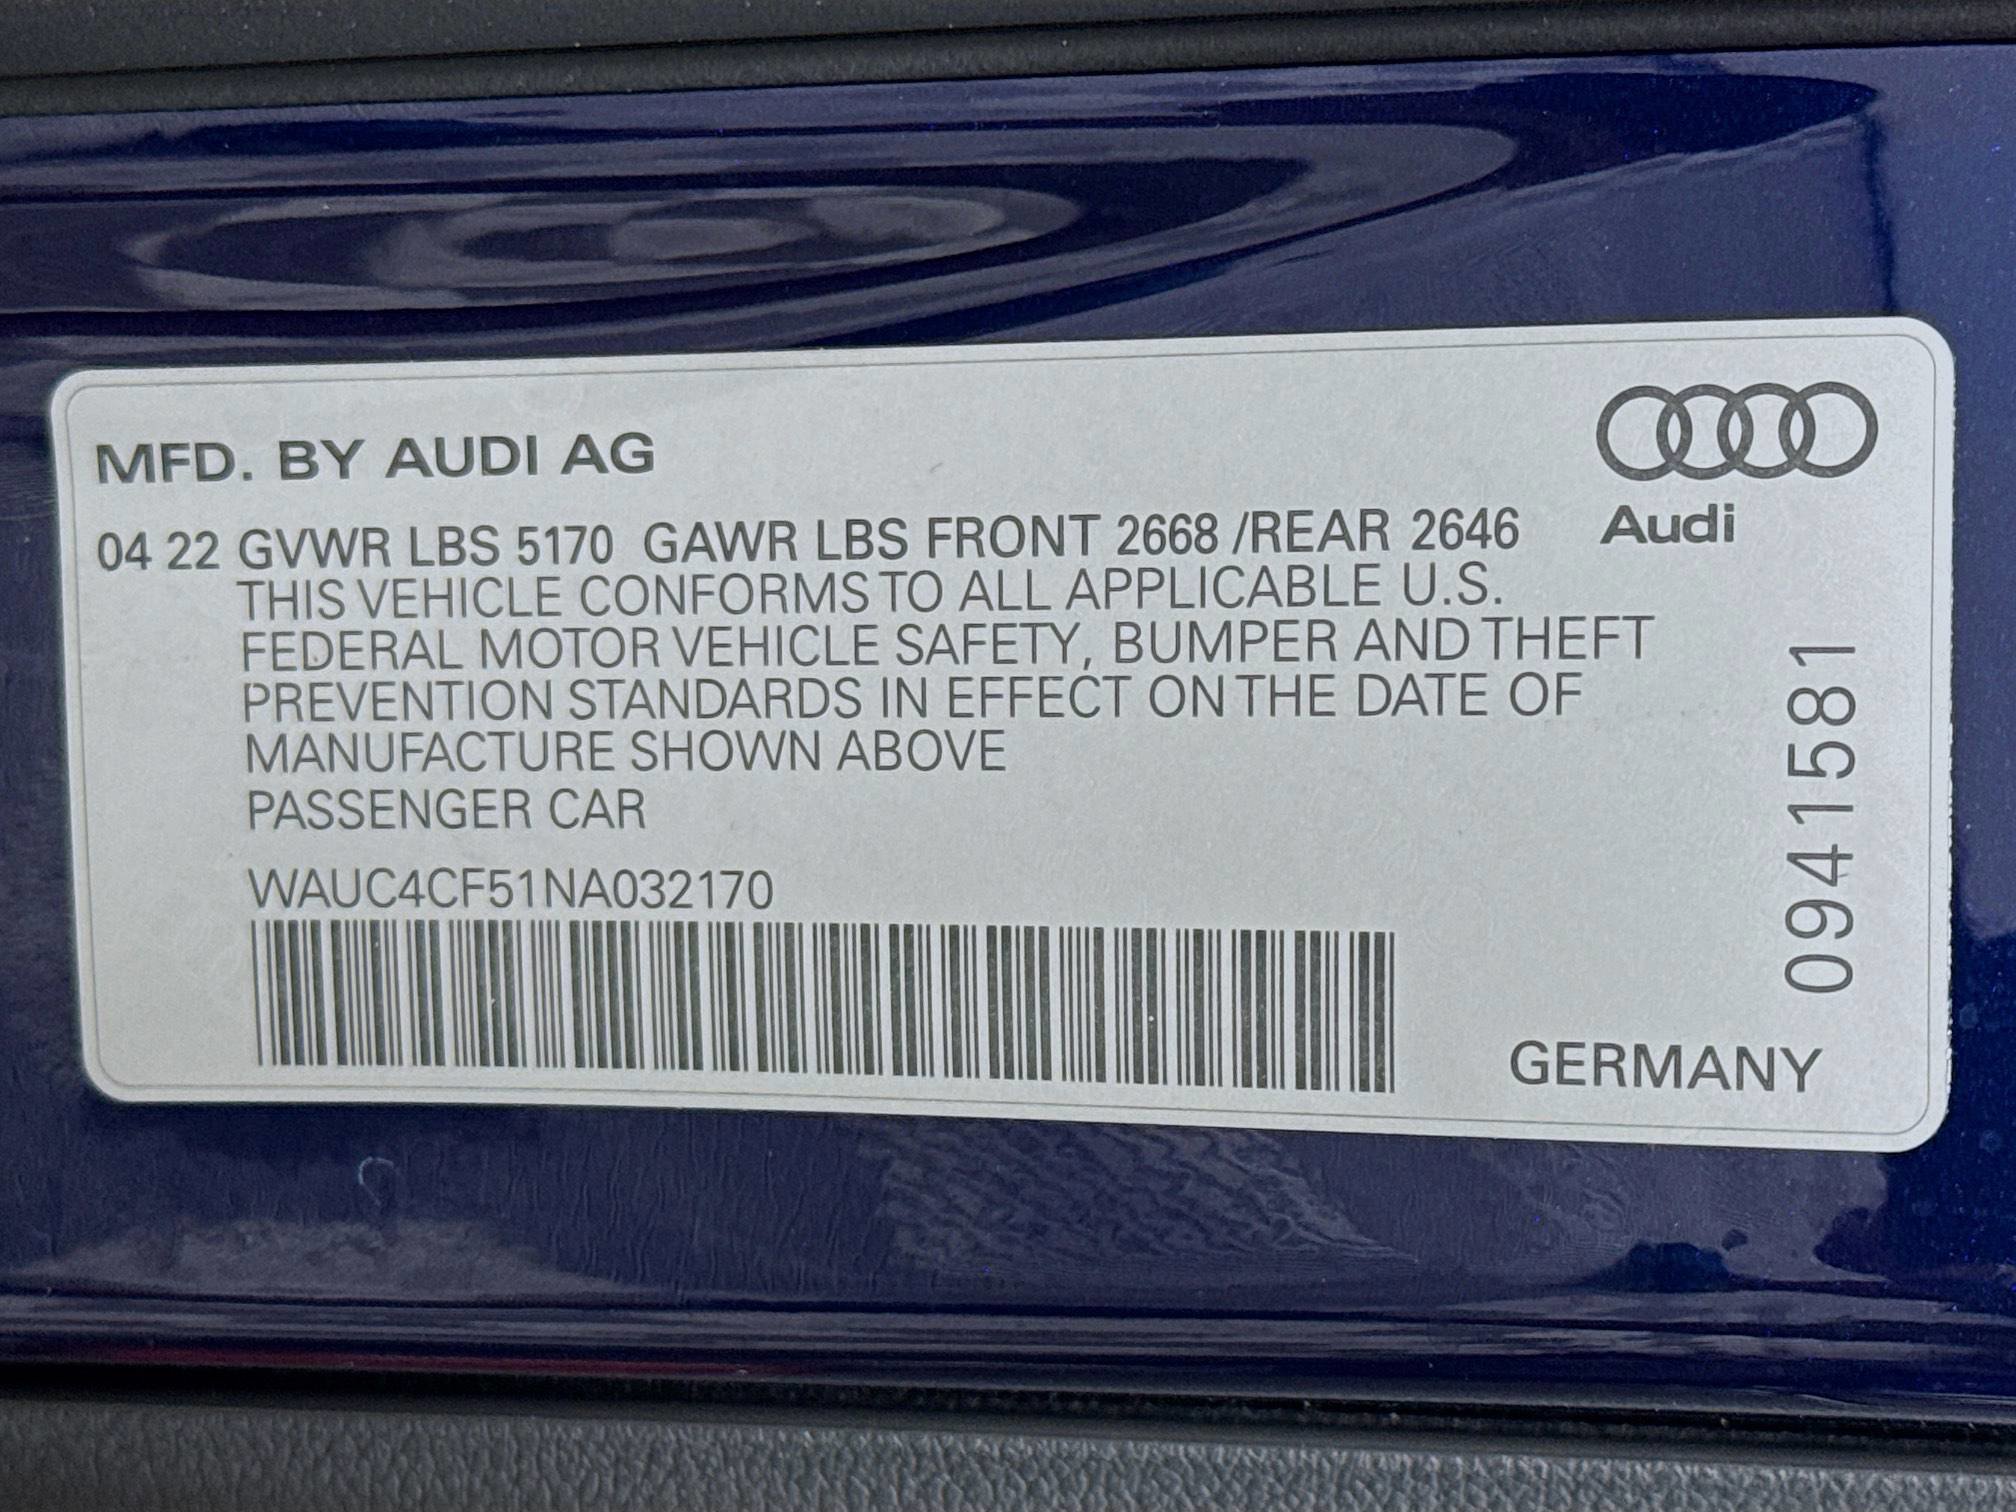 MFD. BY AUDI AG
Audi
04 22 GVWR LBS 5170 GAWR LBS FRONT 2668 /REAR 2646
THIS VEHICLE CONFORMS TO ALL APPLICABLE U.S.
FEDERAL MOTOR VEHICLE SAFETY, BUMPER AND THEFT
PREVENTION STANDARDS IN EFFECT ON THE DATE OF
MANUFACTURE SHOWN ABOVE
PASSENGER CAR
WAUC4CF51NA032170
0941581
GERMANY